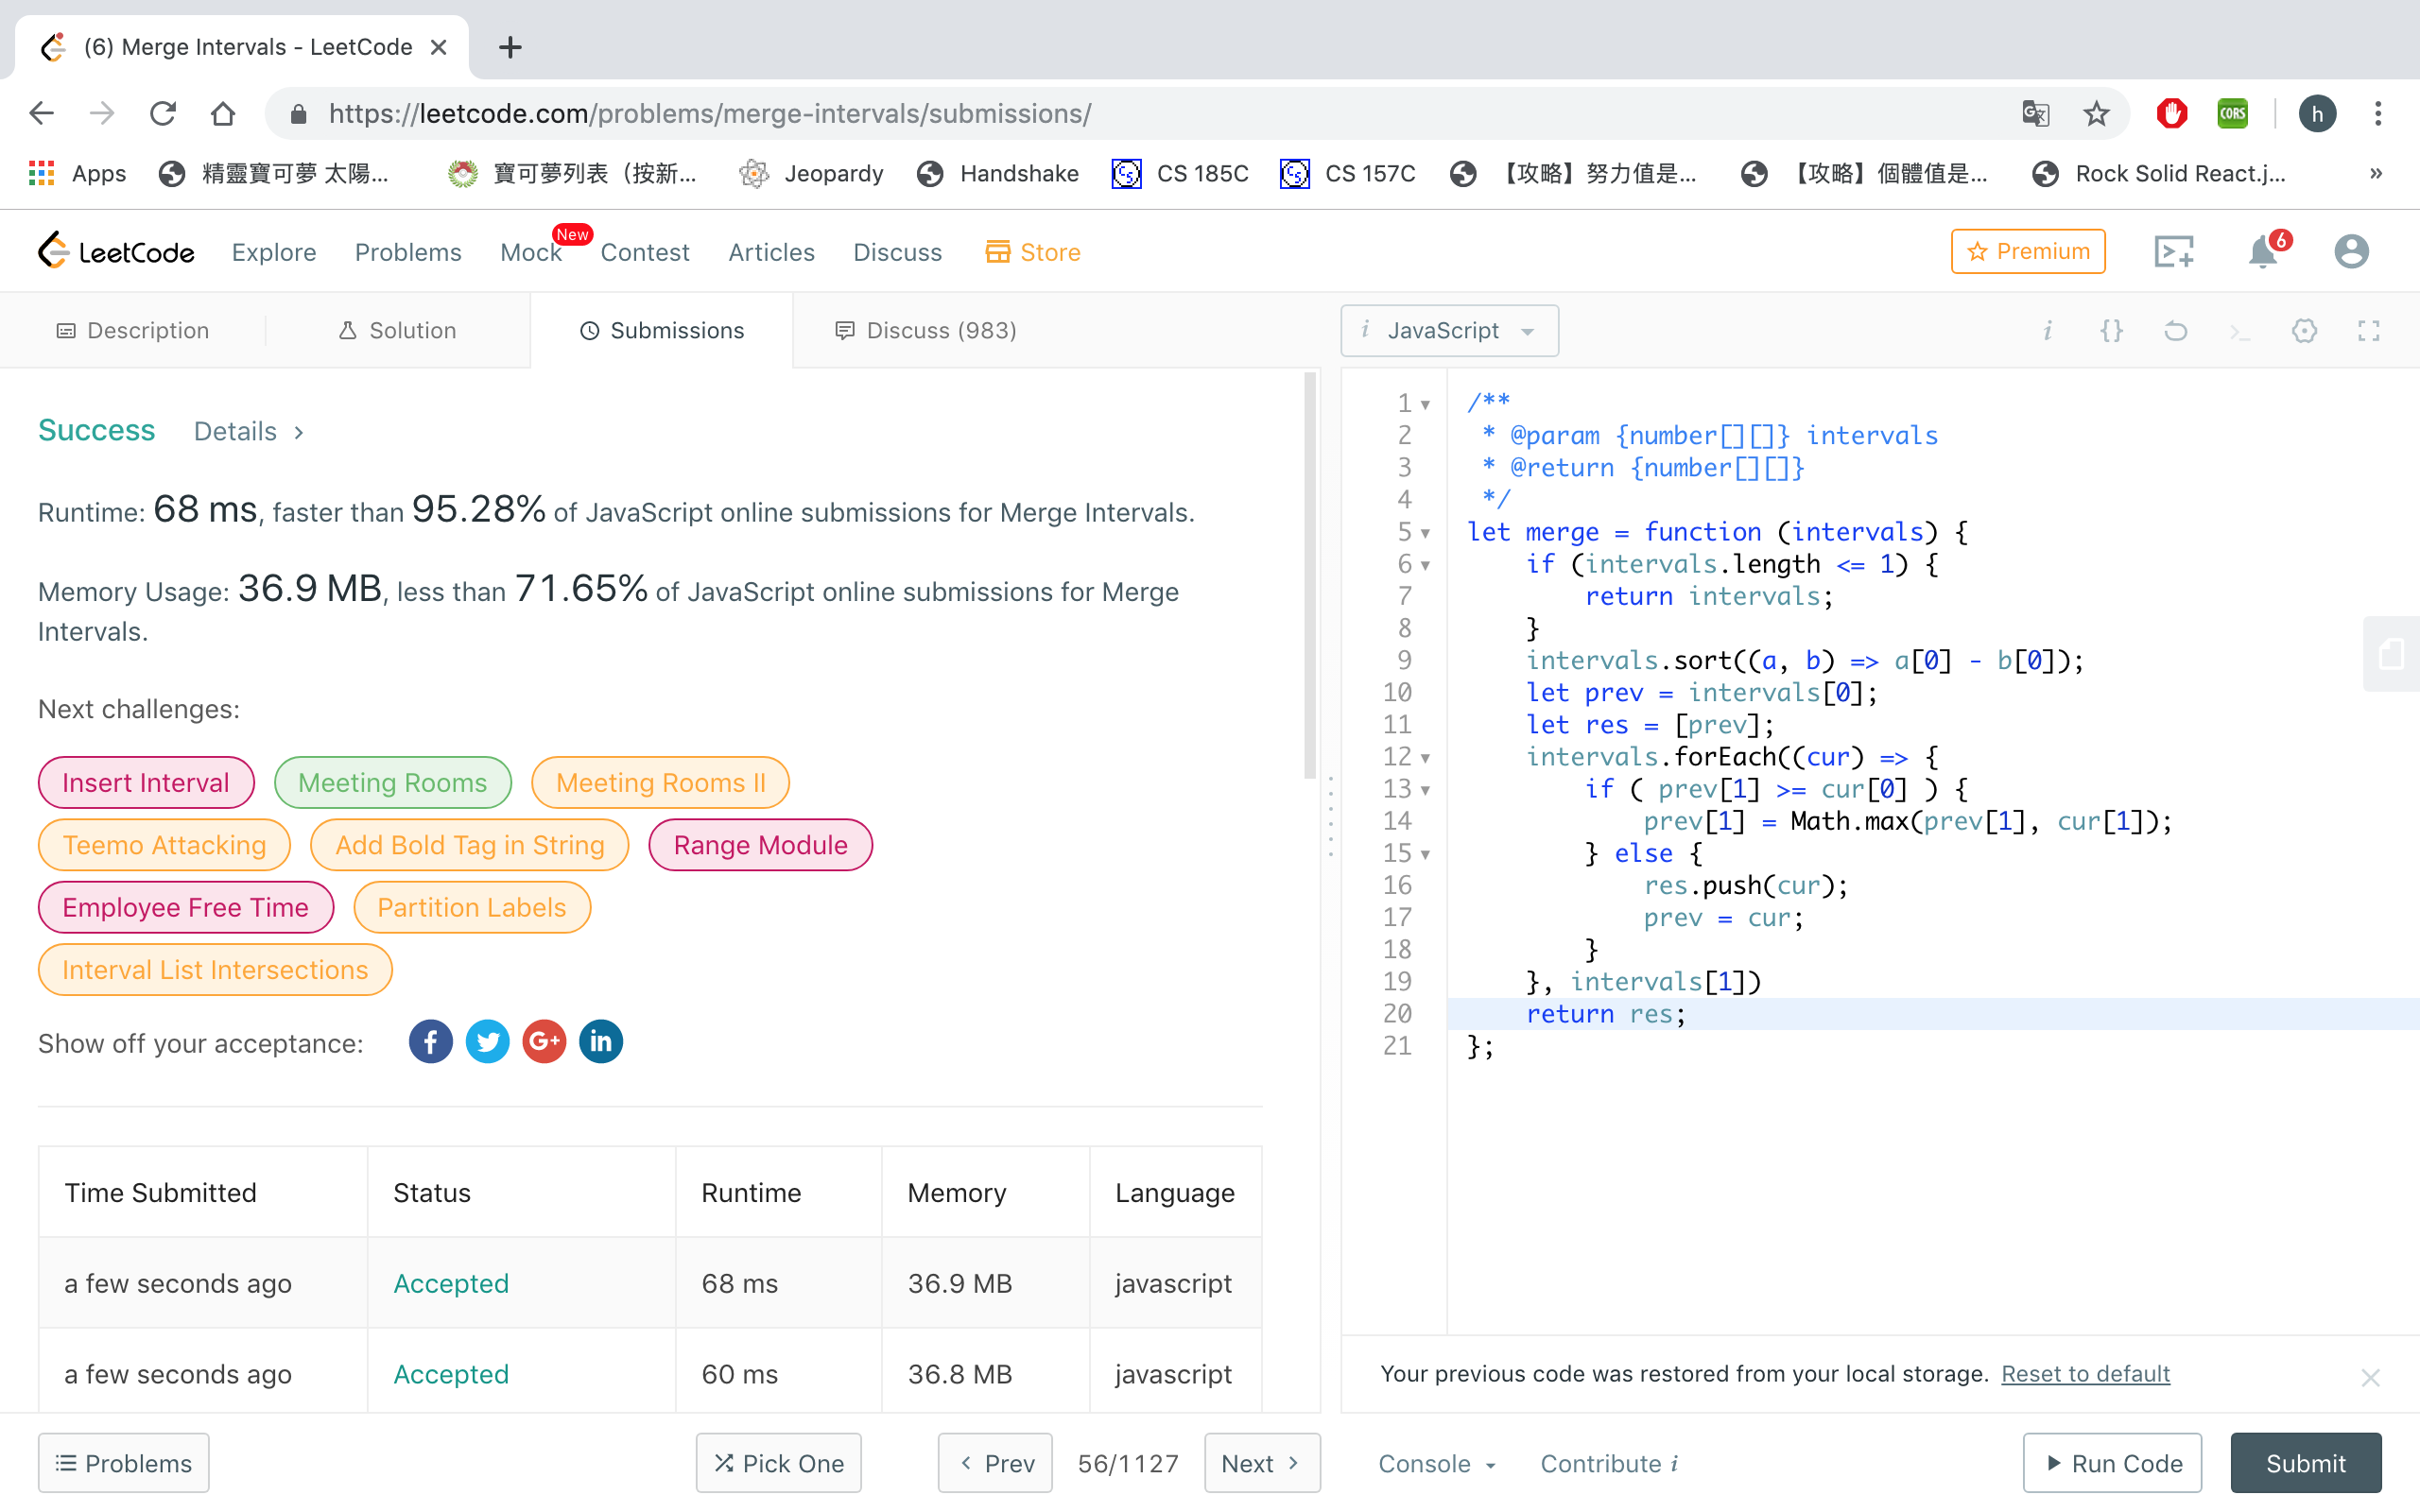 (6) Merge Intervals - LeetCode
https://leetcode.com/problems/merge-intervals/submissions/
CORS
h
Apps 精靈寶可夢 太陽... 寶可夢列表（按新... Jeopardy Handshake CS 185C CS 157C 【攻略】努力值是... 【攻略】個體值是... Rock Solid React.j... »
LeetCode Explore Problems Mock New Contest Articles Discuss Store Premium 6
Description Solution Submissions Discuss (983)
i JavaScript i {} >_
Success Details >
Runtime: 68 ms, faster than 95.28% of JavaScript online submissions for Merge Intervals.
Memory Usage: 36.9 MB, less than 71.65% of JavaScript online submissions for Merge
Intervals.
Next challenges:
Insert Interval Meeting Rooms Meeting Rooms II
Teemo Attacking Add Bold Tag in String Range Module
Employee Free Time Partition Labels
Interval List Intersections
Show off your acceptance: f G+ in
Time Submitted Status Runtime Memory Language
a few seconds ago Accepted 68 ms 36.9 MB javascript
a few seconds ago Accepted 60 ms 36.8 MB javascript
1 /**
2  * @param {number[][]} intervals
3  * @return {number[][]}
4  */
5 let merge = function (intervals) {
6     if (intervals.length <= 1) {
7         return intervals;
8     }
9     intervals.sort((a, b) => a[0] - b[0]);
10     let prev = intervals[0];
11     let res = [prev];
12     intervals.forEach((cur) => {
13         if ( prev[1] >= cur[0] ) {
14             prev[1] = Math.max(prev[1], cur[1]);
15         } else {
16             res.push(cur);
17             prev = cur;
18         }
19     }, intervals[1])
20     return res;
21 };
Your previous code was restored from your local storage. Reset to default
Problems Pick One < Prev 56/1127 Next > Console Contribute i Run Code Submit